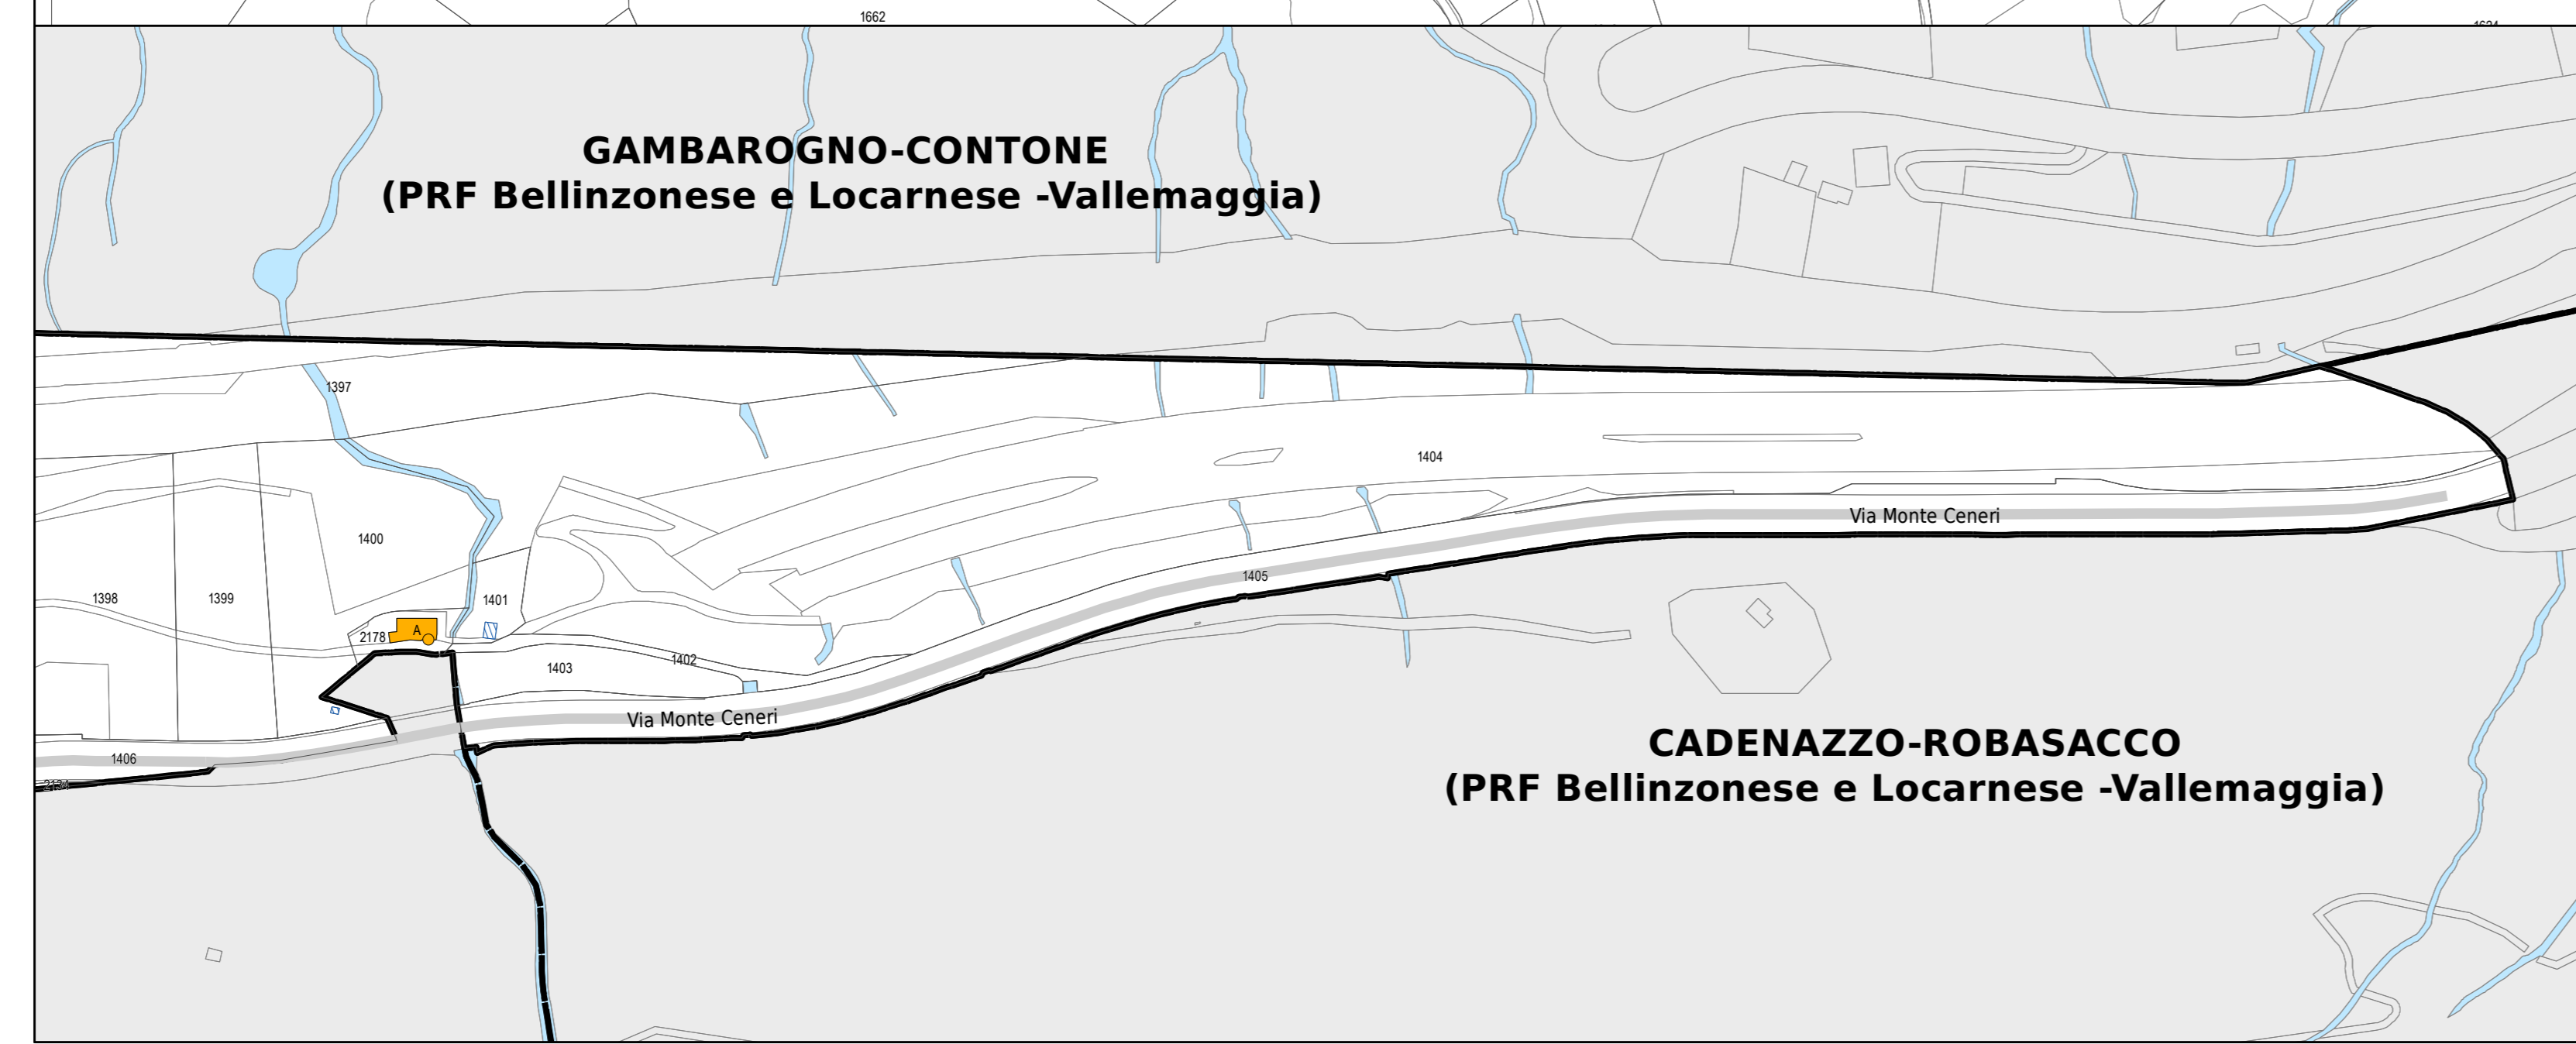 1662
GAMBAROGNO-CONTONE
(PRF Bellinzonese e Locarnese -Vallemaggia)
1397
1404
Via Monte Ceneri
1400
1405
1398
1399
1401
2178
A
1402
1403
Via Monte Ceneri
1406
CADENAZZO-ROBASACCO
(PRF Bellinzonese e Locarnese -Vallemaggia)